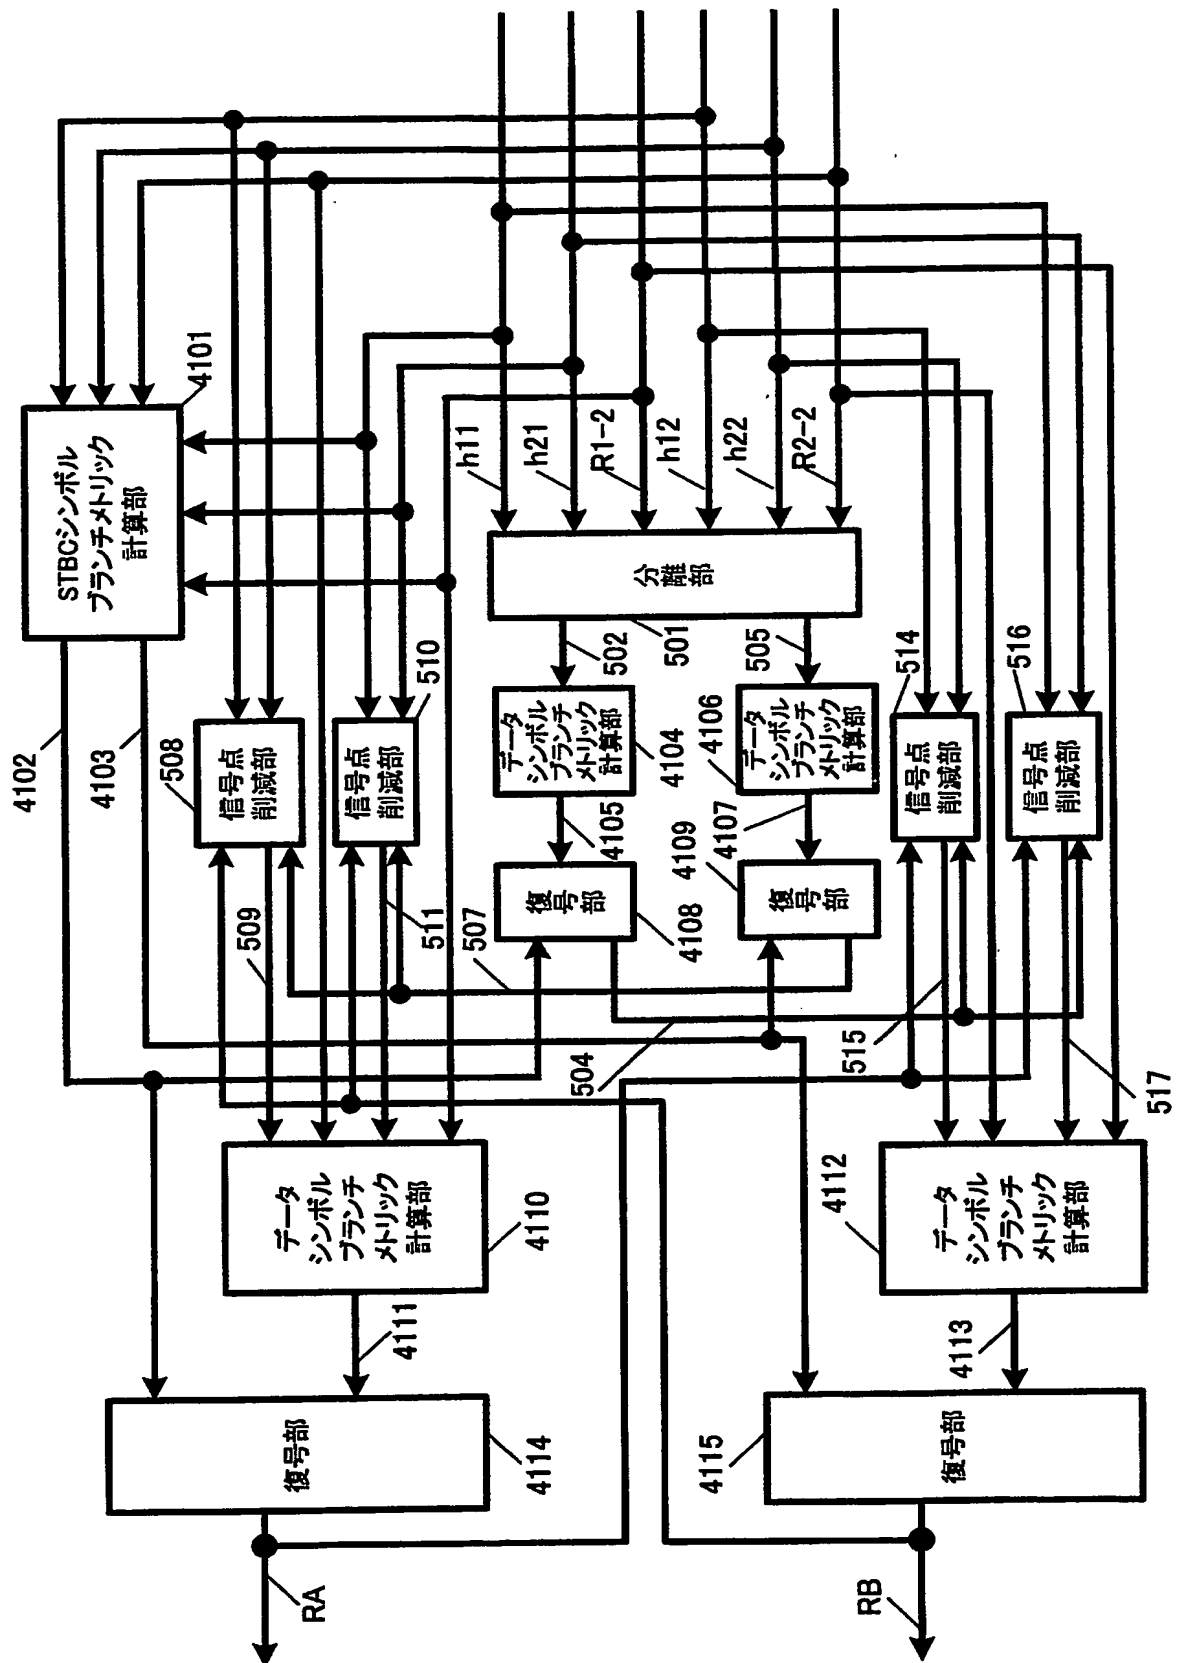 STBCシンボル
ブランチメトリック
計算部
4101
4102
4103
信号点
削減部
508
509
信号点
削減部
510
511
507
h11
h21
R1-2
h12
h22
R2-2
分離部
501
502
505
データ
シンボル
ブランチ
メトリック
計算部
4104
4105
データ
シンボル
ブランチ
メトリック
計算部
4106
4107
復号部
4108
復号部
4109
504
信号点
削減部
514
515
信号点
削減部
516
517
データ
シンボル
ブランチ
メトリック
計算部
4110
4111
データ
シンボル
ブランチ
メトリック
計算部
4112
4113
復号部
4114
復号部
4115
RA
RB